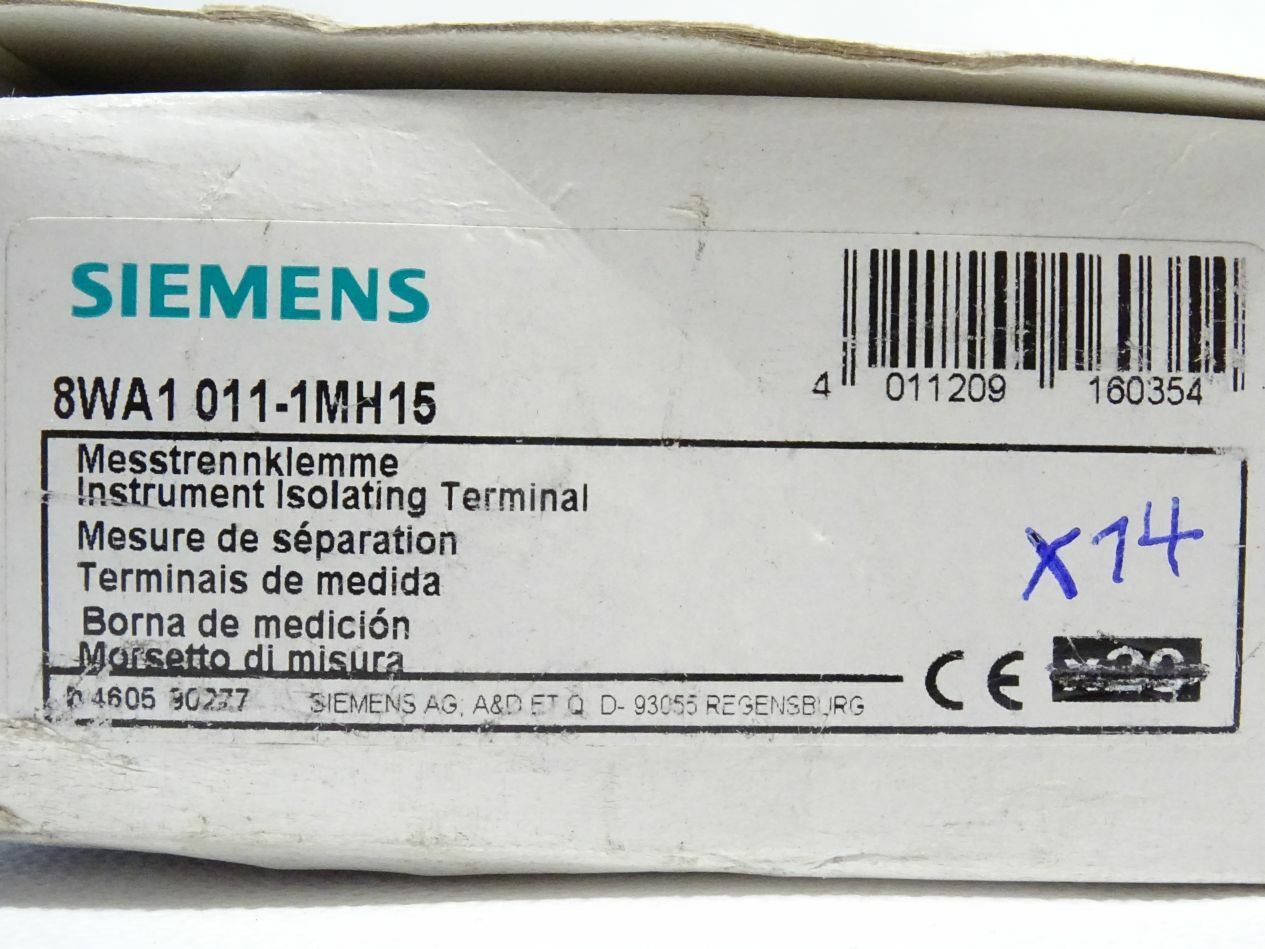 SIEMENS
8WA1 011-1MH15
4 011209 160354
Messtrennklemme
Instrument Isolating Terminal
Mesure de séparation
Terminais de medida
Borna de medición
Morsetto di misura
x14
CE
4605 90277 SIEMENS AG, A&D ET Q D- 93055 REGENSBURG